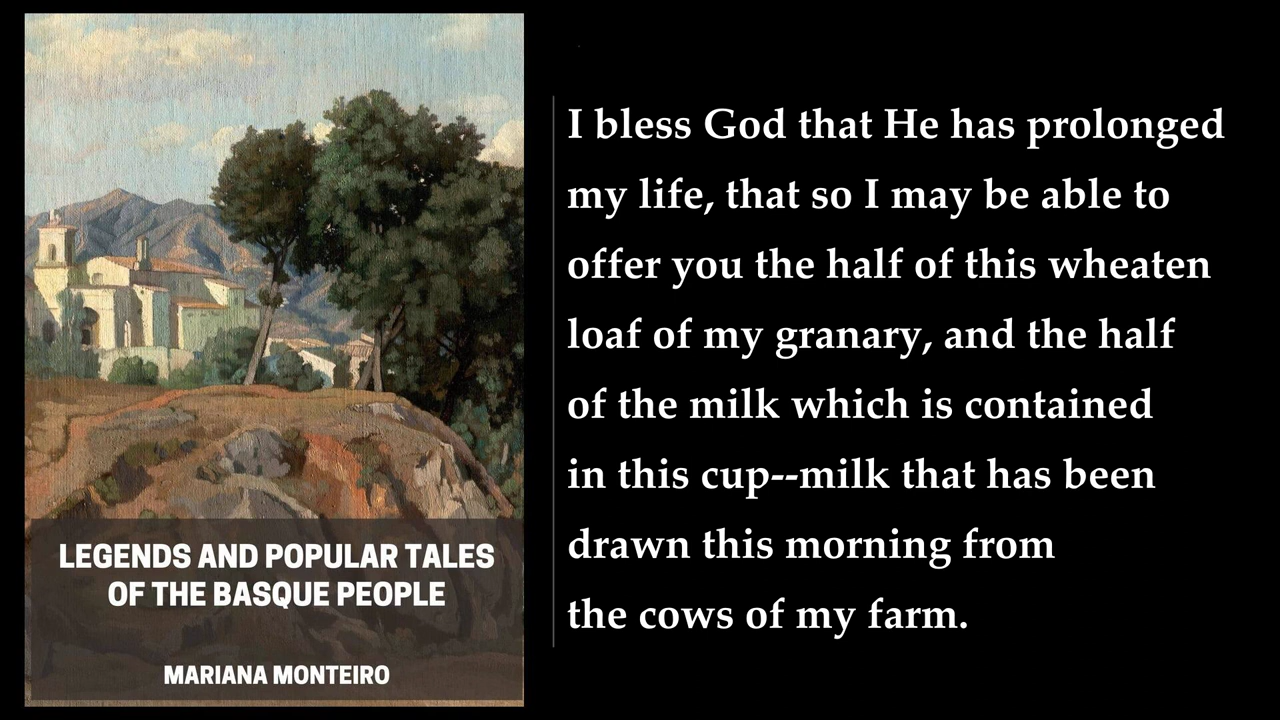 LEGENDS AND POPULAR TALES
OF THE BASQUE PEOPLE
MARIANA MONTEIRO
I bless God that He has prolonged
my life, that so I may be able to
offer you the half of this wheaten
loaf of my granary, and the half
of the milk which is contained
in this cup--milk that has been
drawn this morning from
the cows of my farm.